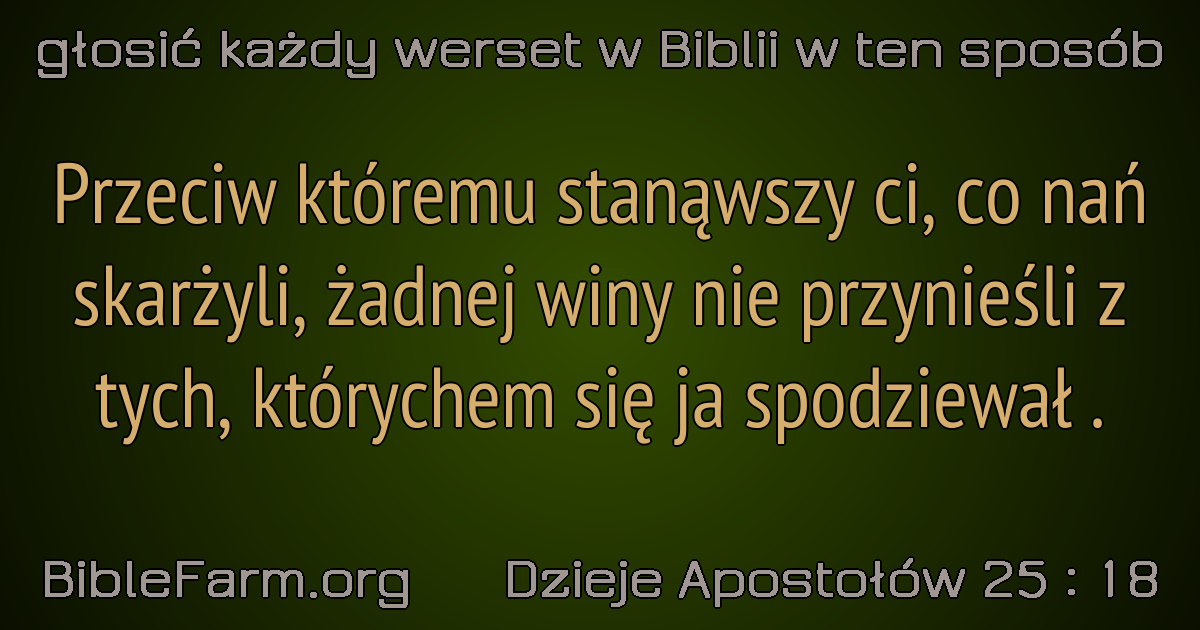 głosić każdy werset w Biblii w ten sposób
Przeciw któremu stanąwszy ci, co nań
skarżyli, żadnej winy nie przynieśli z
tych, którychem się ja spodziewał .
BibleFarm.org
Dzieje Apostołów 25 : 18